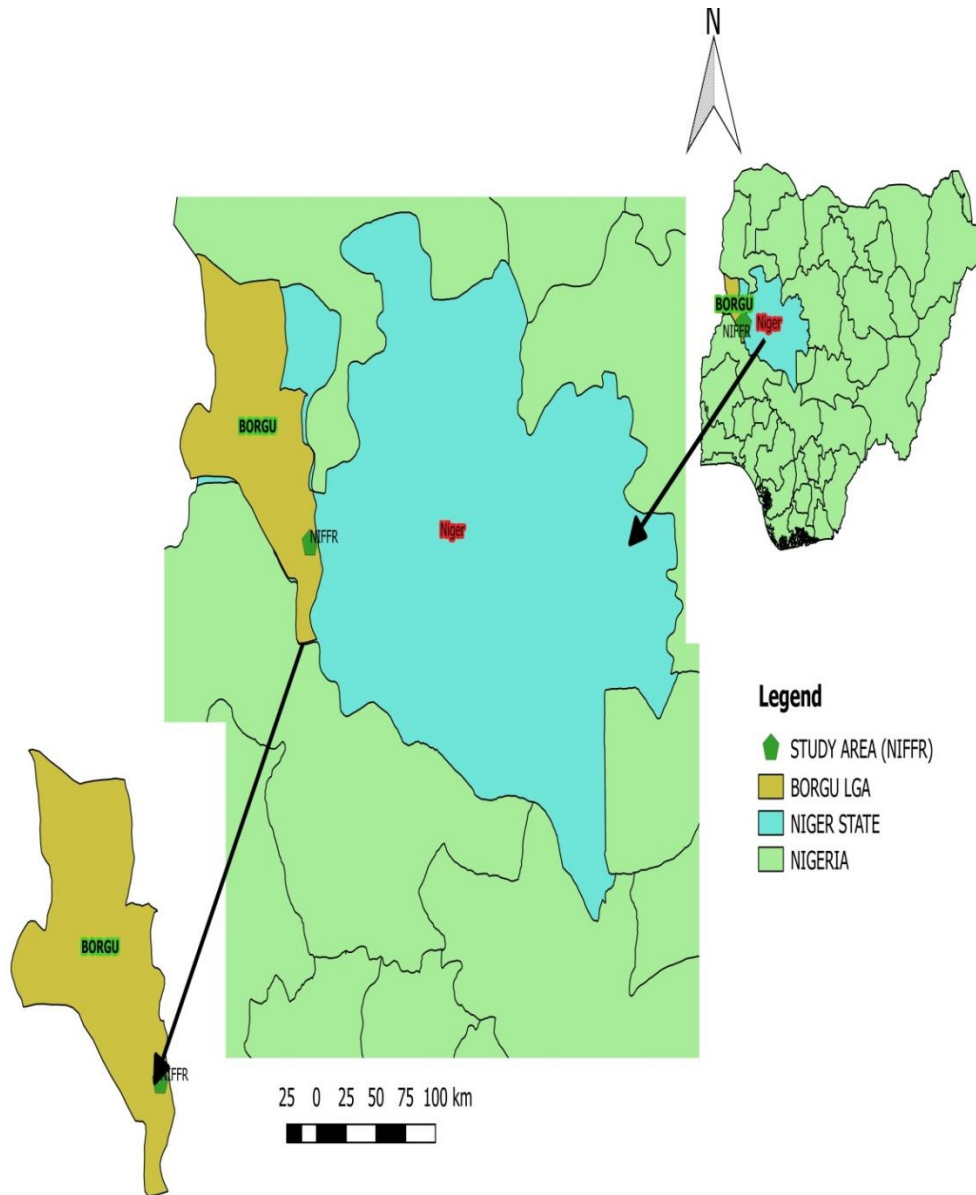 N
BORGU
Niger
NIFFR
BORGU
Niger
NIFFR
Legend
STUDY AREA (NIFFR)
BORGU LGA
NIGER STATE
NIGERIA
BORGU
NIFFR
25 0 25 50 75 100 km